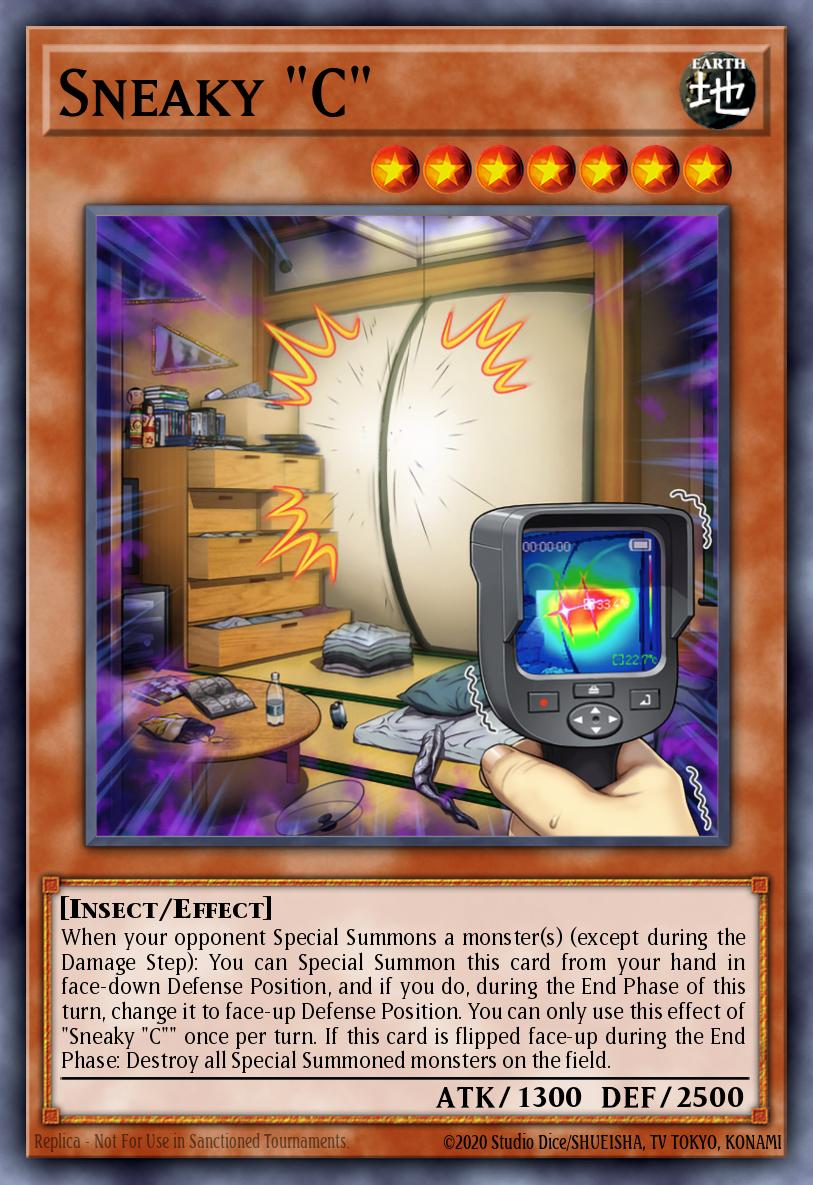 Sneaky "C"
EARTH
地
00:00:00
22.7°c
[Insect/Effect]
When your opponent Special Summons a monster(s) (except during the
Damage Step): You can Special Summon this card from your hand in
face-down Defense Position, and if you do, during the End Phase of this
turn, change it to face-up Defense Position. You can only use this effect of
"Sneaky "C"" once per turn. If this card is flipped face-up during the End
Phase: Destroy all Special Summoned monsters on the field.
ATK/1300 DEF/2500
Replica - Not For Use in Sanctioned Tournaments.
©2020 Studio Dice/SHUEISHA, TV TOKYO, KONAMI